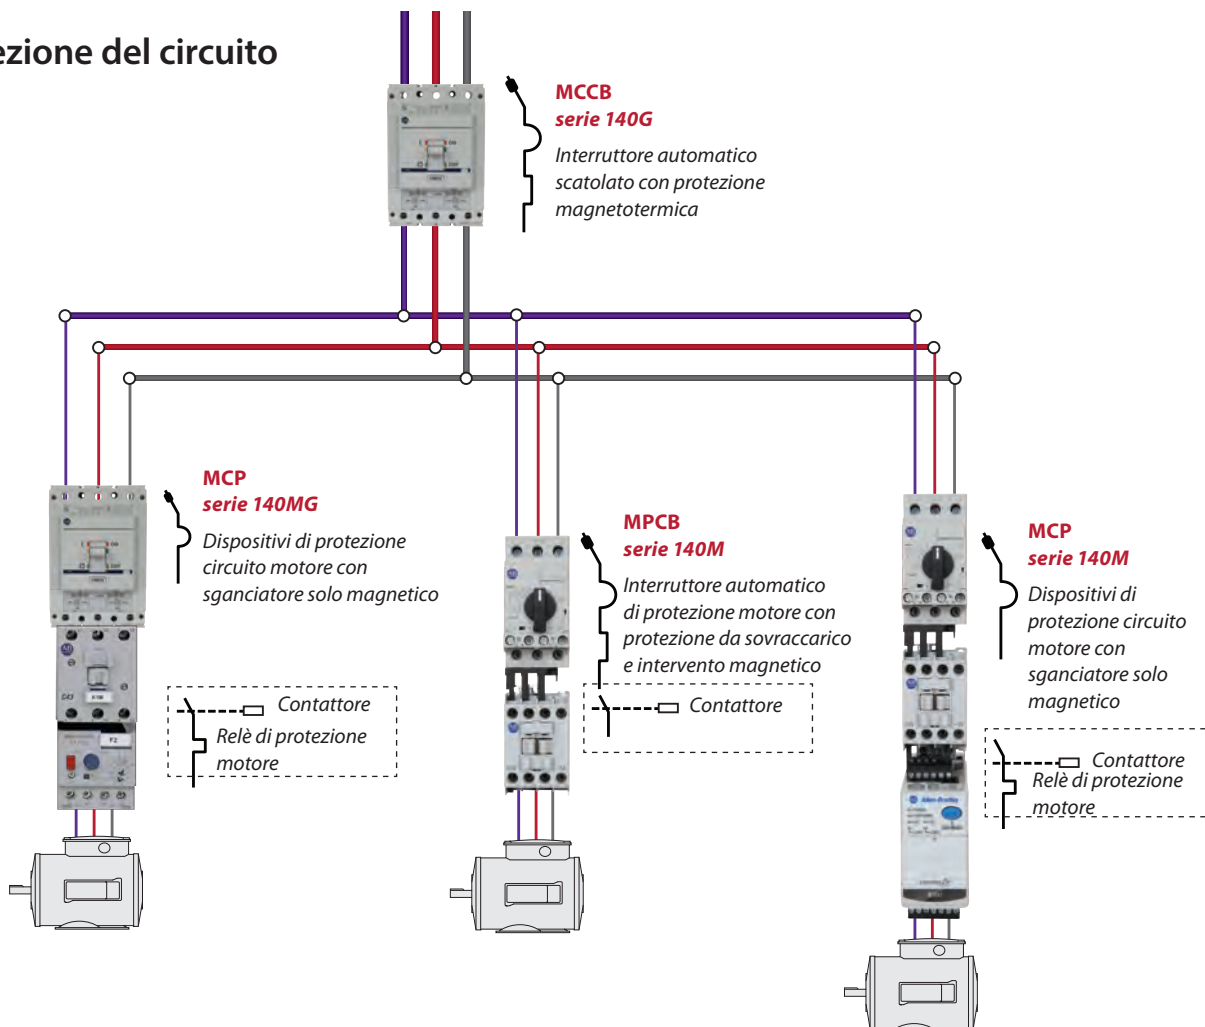 ezione del circuito
MCCB
serie 140G
Interruttore automatico
scatolato con protezione
magnetotermica
MCP
serie 140MG
Dispositivi di protezione
circuito motore con
sganciatore solo magnetico
MPCB
serie 140M
Interruttore automatico
di protezione motore con
protezione da sovraccarico
e intervento magnetico
MCP
serie 140M
Dispositivi di
protezione circuito
motore con
sganciatore solo
magnetico
Contattore
Relè di protezione
motore
Contattore
Contattore
Relè di protezione
motore
F2
Allen-Bradley